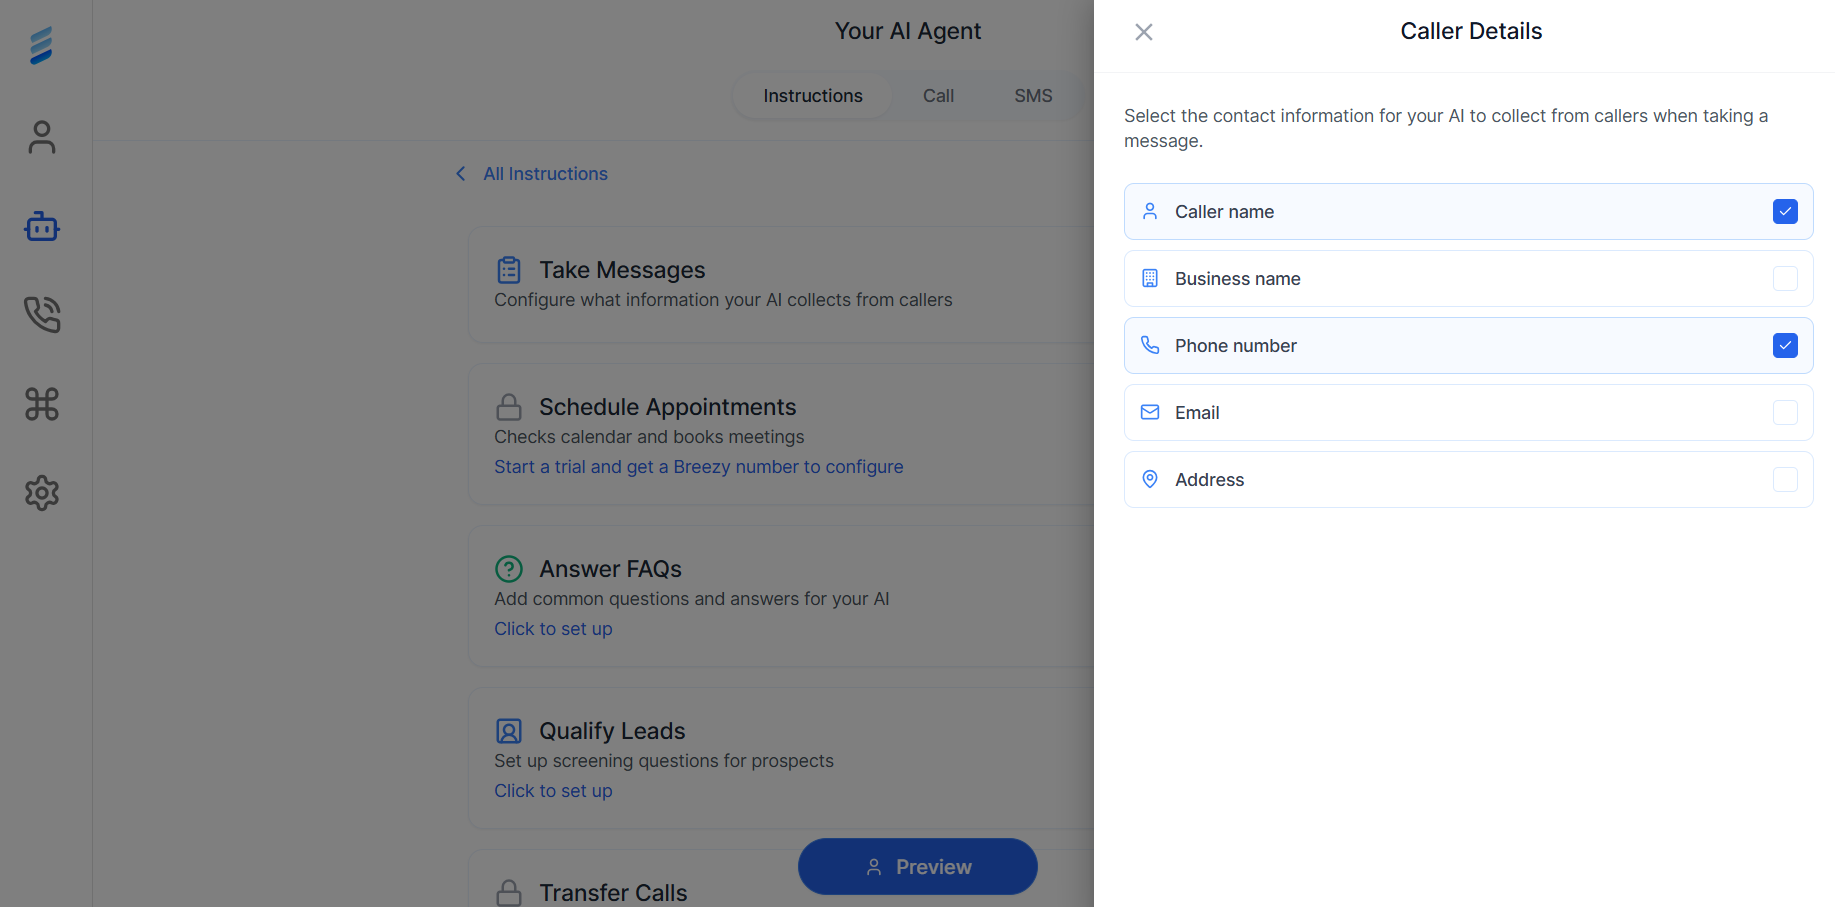 Your AI Agent
Instructions
Call
SMS
All Instructions
Take Messages
Configure what information your AI collects from callers
Schedule Appointments
Checks calendar and books meetings
Start a trial and get a Breezy number to configure
Answer FAQs
Add common questions and answers for your AI
Click to set up
Qualify Leads
Set up screening questions for prospects
Click to set up
Transfer Calls
Preview
Caller Details
Select the contact information for your AI to collect from callers when taking a
message.
Caller name
Business name
Phone number
Email
Address